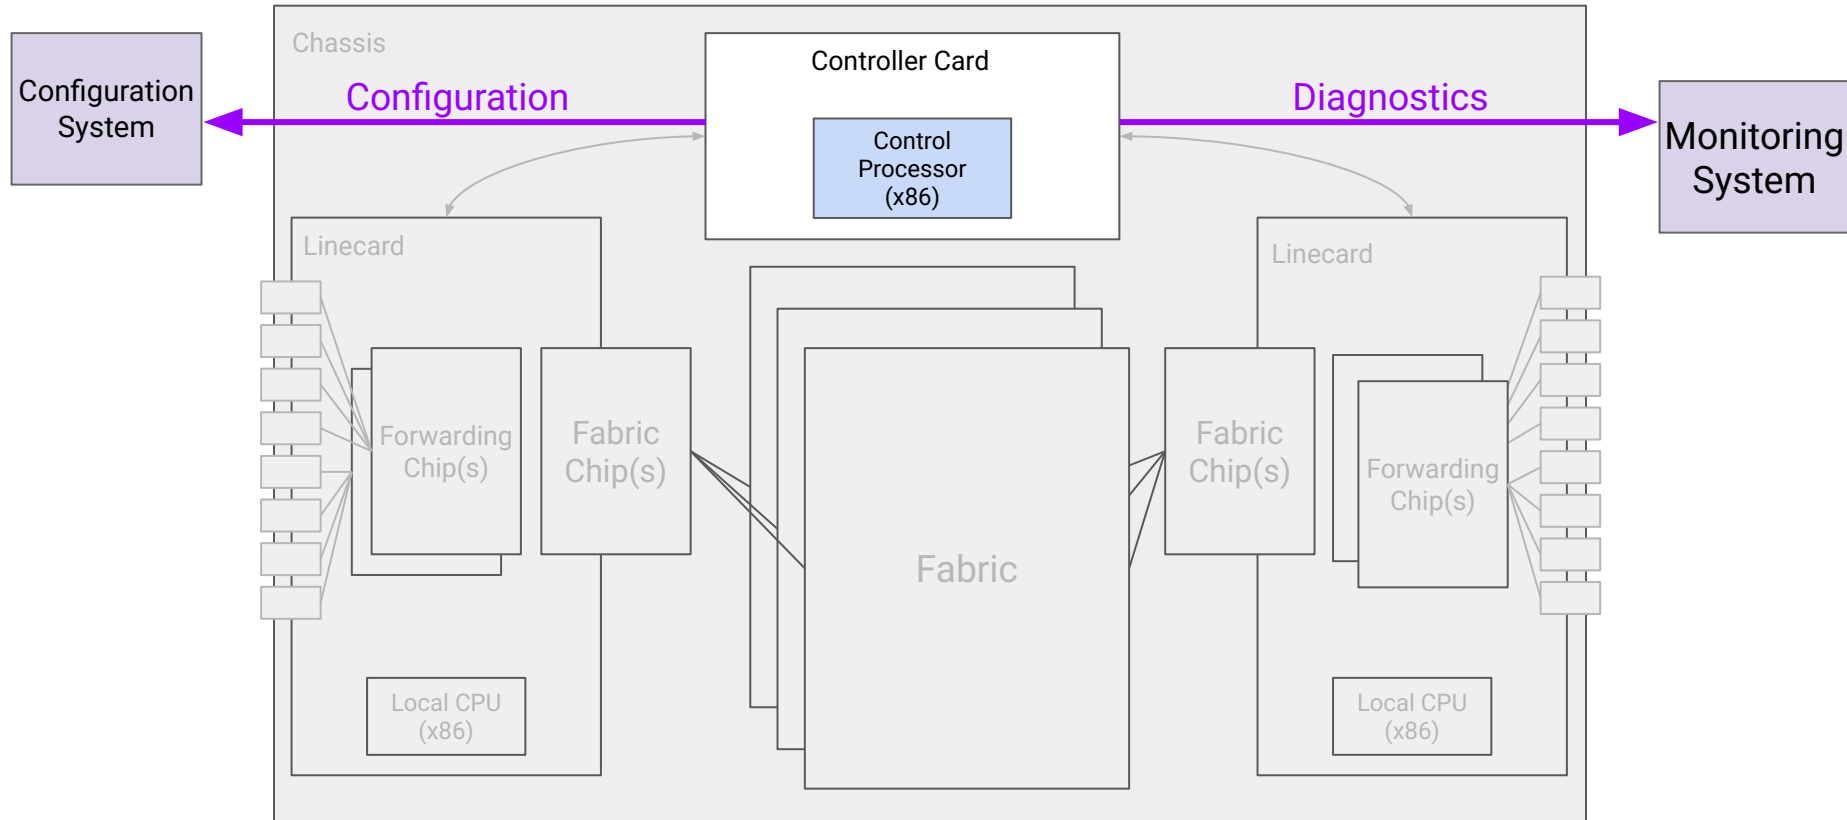 Chassis
Controller Card
Configuration
System
Configuration
Diagnostics
Monitoring
System
Control
Processor
(x86)
Linecard
Linecard
Forwarding
Chip(s)
Fabric
Chip(s)
Fabric
Fabric
Chip(s)
Forwarding
Chip(s)
Local CPU
(x86)
Local CPU
(x86)